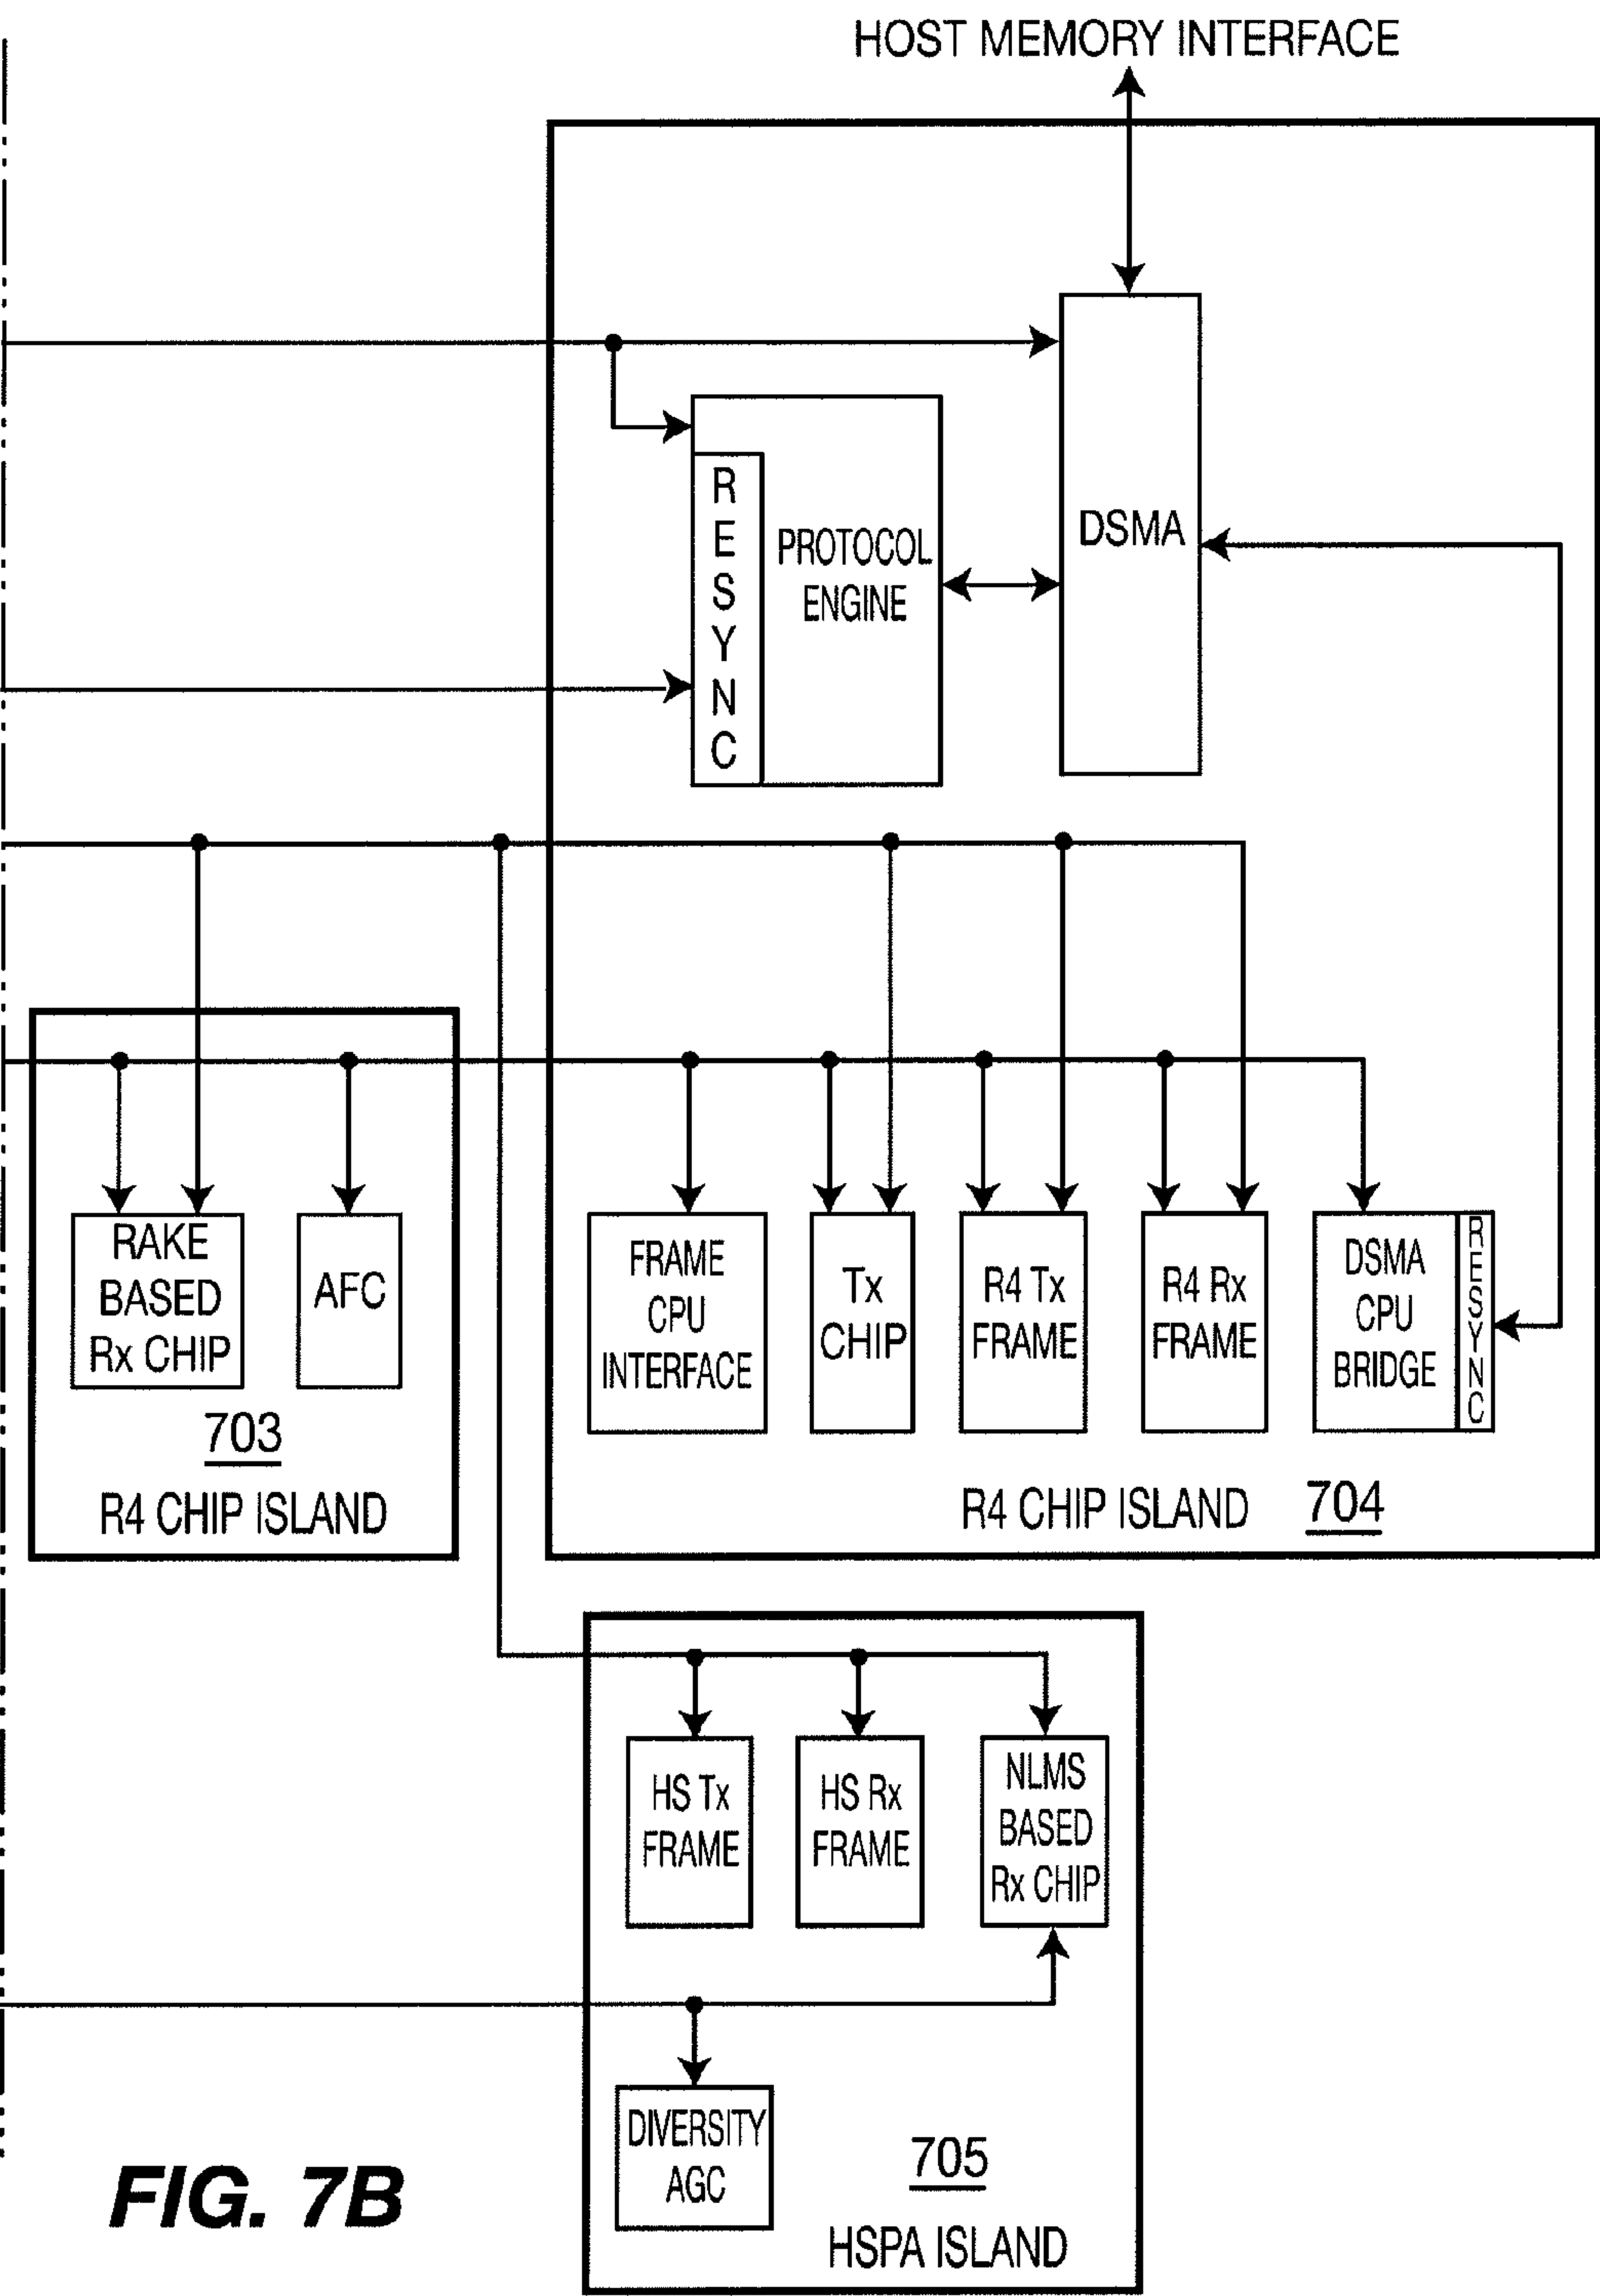 HOST MEMORY INTERFACE
DSMA
RESYNC
PROTOCOL
ENGINE
RAKE
BASED
Rx CHIP
AFC
703
R4 CHIP ISLAND
FRAME
CPU
INTERFACE
Tx
CHIP
R4 Tx
FRAME
R4 Rx
FRAME
DSMA
CPU
BRIDGE
RESYNC
R4 CHIP ISLAND 704
HS Tx
FRAME
HS Rx
FRAME
NLMS
BASED
Rx CHIP
DIVERSITY
AGC
705
HSPA ISLAND
FIG. 7B